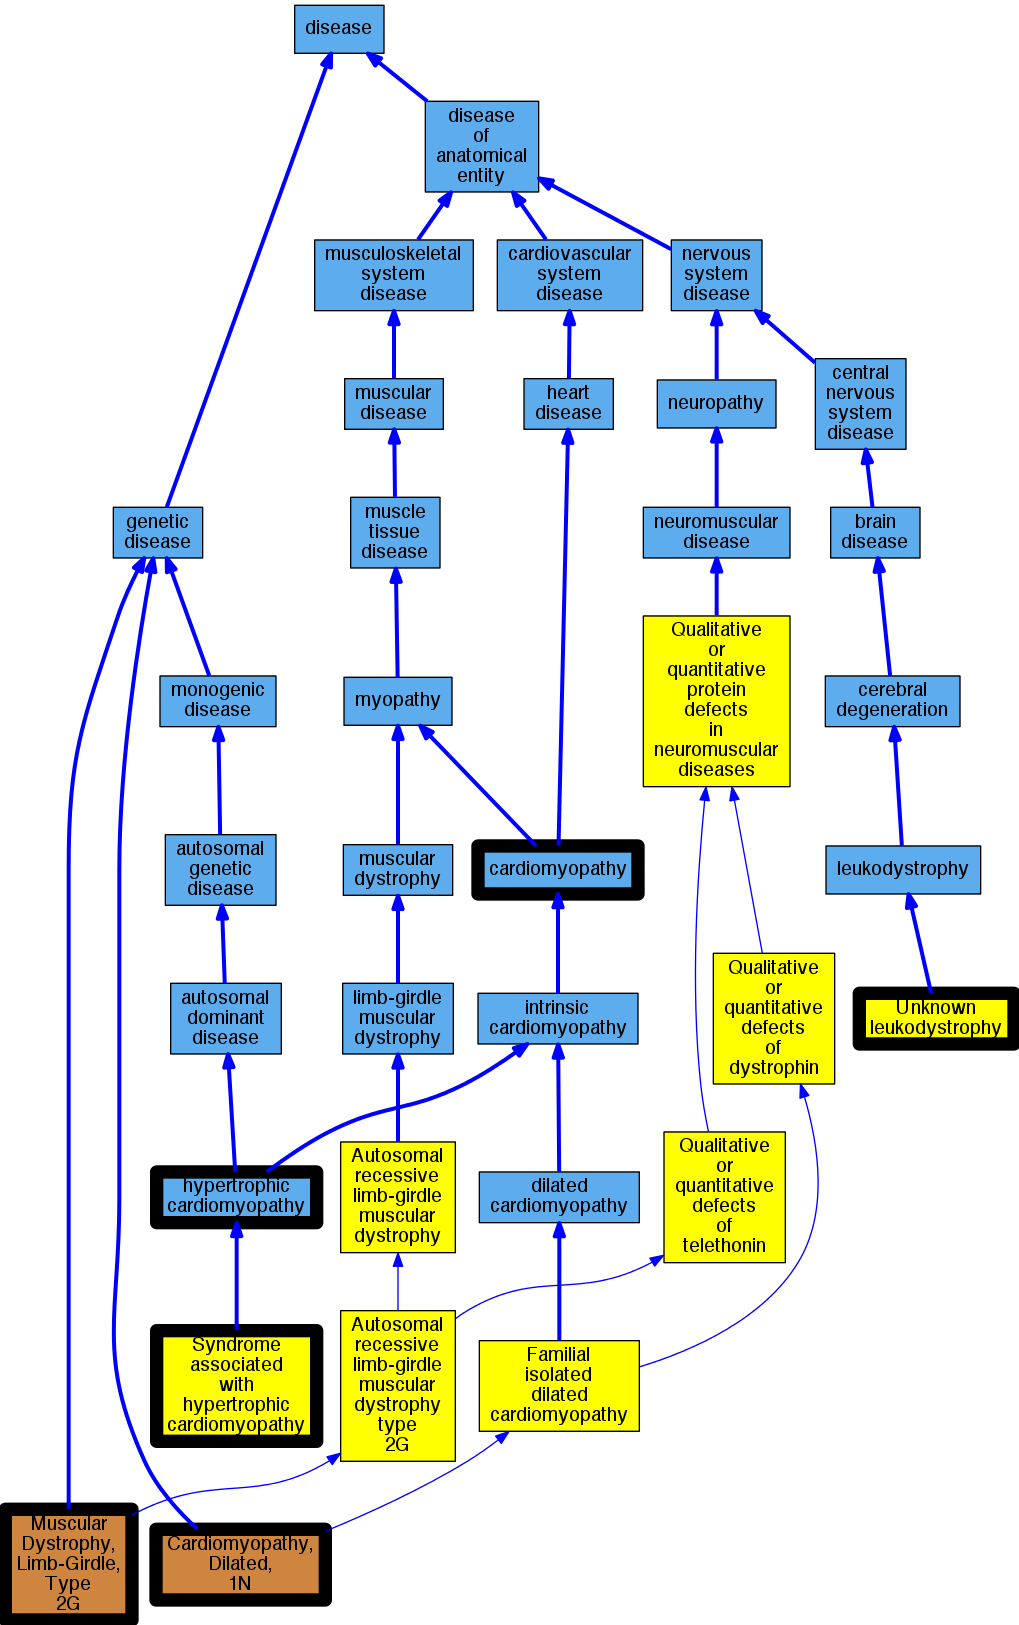 disease
disease
of
anatomical
entity
musculoskeletal
system
disease
cardiovascular
system
disease
nervous
system
disease
muscular
disease
heart
disease
neuropathy
central
nervous
system
disease
genetic
disease
muscle
tissue
disease
neuromuscular
disease
brain
disease
Qualitative
or
quantitative
protein
defects
in
neuromuscular
diseases
monogenic
disease
myopathy
cerebral
degeneration
autosomal
genetic
disease
muscular
dystrophy
cardiomyopathy
leukodystrophy
autosomal
dominant
disease
limb-girdle
muscular
dystrophy
intrinsic
cardiomyopathy
Qualitative
or
quantitative
defects
of
dystrophin
Unknown
leukodystrophy
hypertrophic
cardiomyopathy
Autosomal
recessive
limb-girdle
muscular
dystrophy
dilated
cardiomyopathy
Qualitative
or
quantitative
defects
of
telethonin
Syndrome
associated
with
hypertrophic
cardiomyopathy
Autosomal
recessive
limb-girdle
muscular
dystrophy
type
2G
Familial
isolated
dilated
cardiomyopathy
Muscular
Dystrophy,
Limb-Girdle,
Type
2G
Cardiomyopathy,
Dilated,
1N